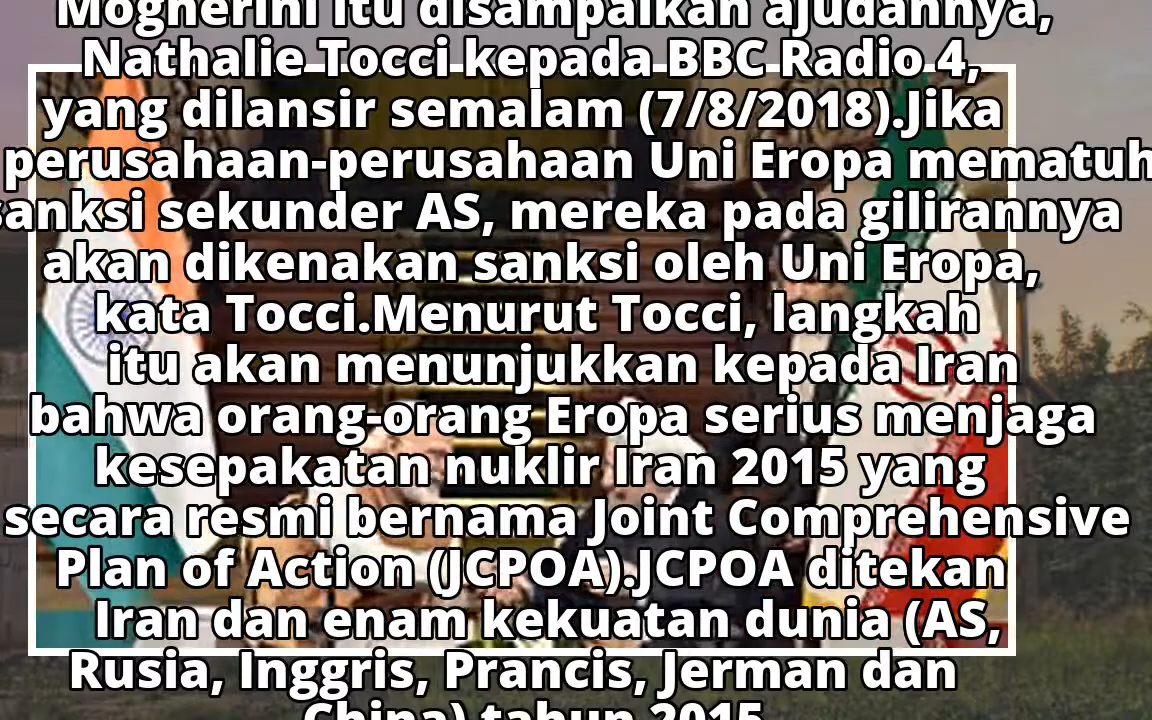 Mogherini itu disampaikan ajudannya,
Nathalie Tocci kepada BBC Radio 4,
yang dilansir semalam (7/8/2018).Jika
perusahaan-perusahaan Uni Eropa mematuh
sanksi sekunder AS, mereka pada gilirannya
akan dikenakan sanksi oleh Uni Eropa,
kata Tocci.Menurut Tocci, langkah
itu akan menunjukkan kepada Iran
bahwa orang-orang Eropa serius menjaga
kesepakatan nuklir Iran 2015 yang
secara resmi bernama Joint Comprehensive
Plan of Action (JCPOA).JCPOA ditekan
Iran dan enam kekuatan dunia (AS,
Rusia, Inggris, Prancis, Jerman dan
China) tahun 2015